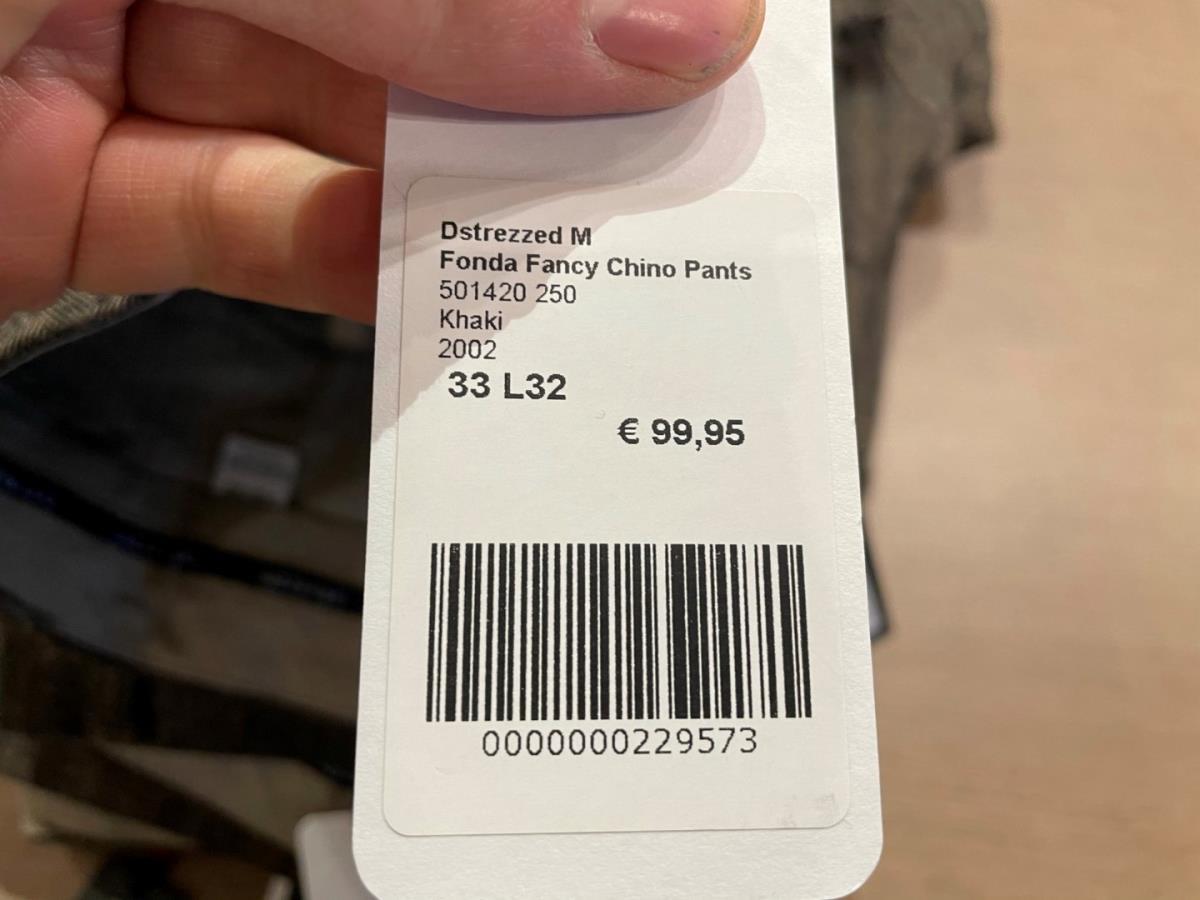 Dstrezzed M
Fonda Fancy Chino Pants
501420 250
Khaki
2002
33 L32
€ 99,95
0000000229573